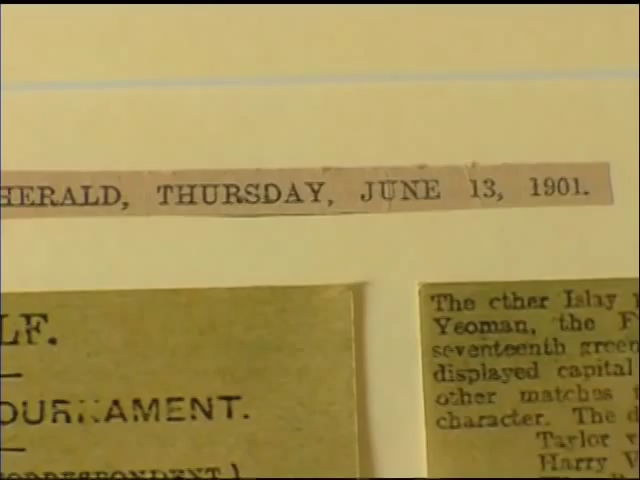 HERALD, THURSDAY, JUNE 13, 1901.
LF.
OURNAMENT.
CORRESPONDENT.)
The other Islay
Yeoman, the F
seventeenth green
displayed capital
other matches
character. The d
Taylor v
Harry V